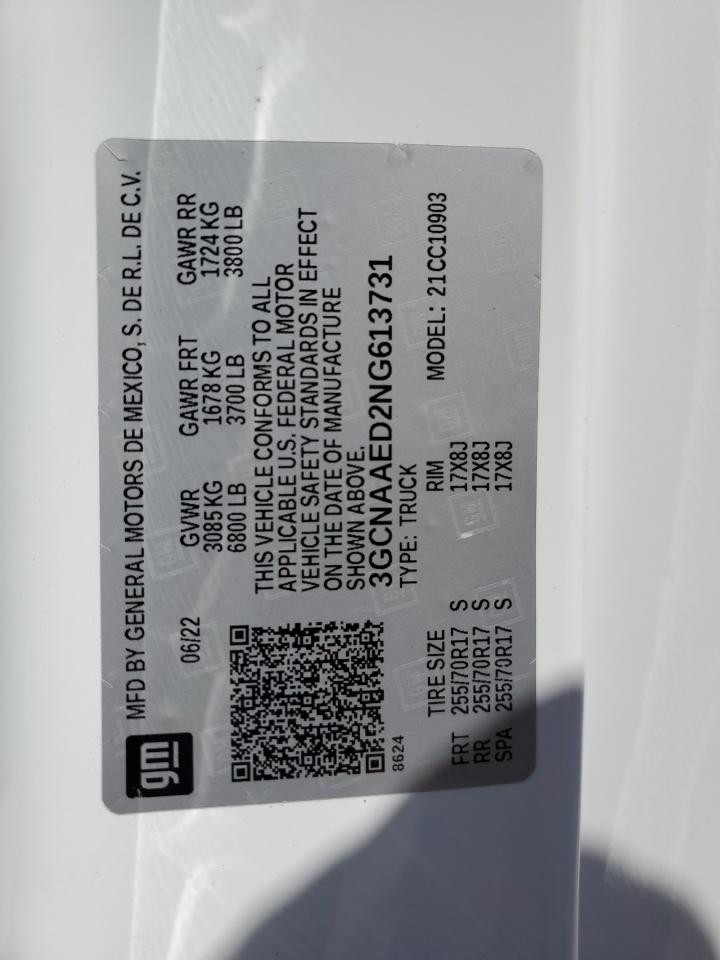 gm
MFD BY GENERAL MOTORS DE MEXICO, S. DE R.L. DE C.V.
06/22 GVWR GAWR FRT GAWR RR
3085 KG 1678 KG 1724 KG
6800 LB 3700 LB 3800 LB
THIS VEHICLE CONFORMS TO ALL
APPLICABLE U.S. FEDERAL MOTOR
VEHICLE SAFETY STANDARDS IN EFFECT
ON THE DATE OF MANUFACTURE
SHOWN ABOVE.
3GCNAAED2NG613731
8624 TYPE: TRUCK MODEL: 21CC10903
TIRE SIZE RIM
FRT 255/70R17 S 17X8J
RR 255/70R17 S 17X8J
SPA 255/70R17 S 17X8J